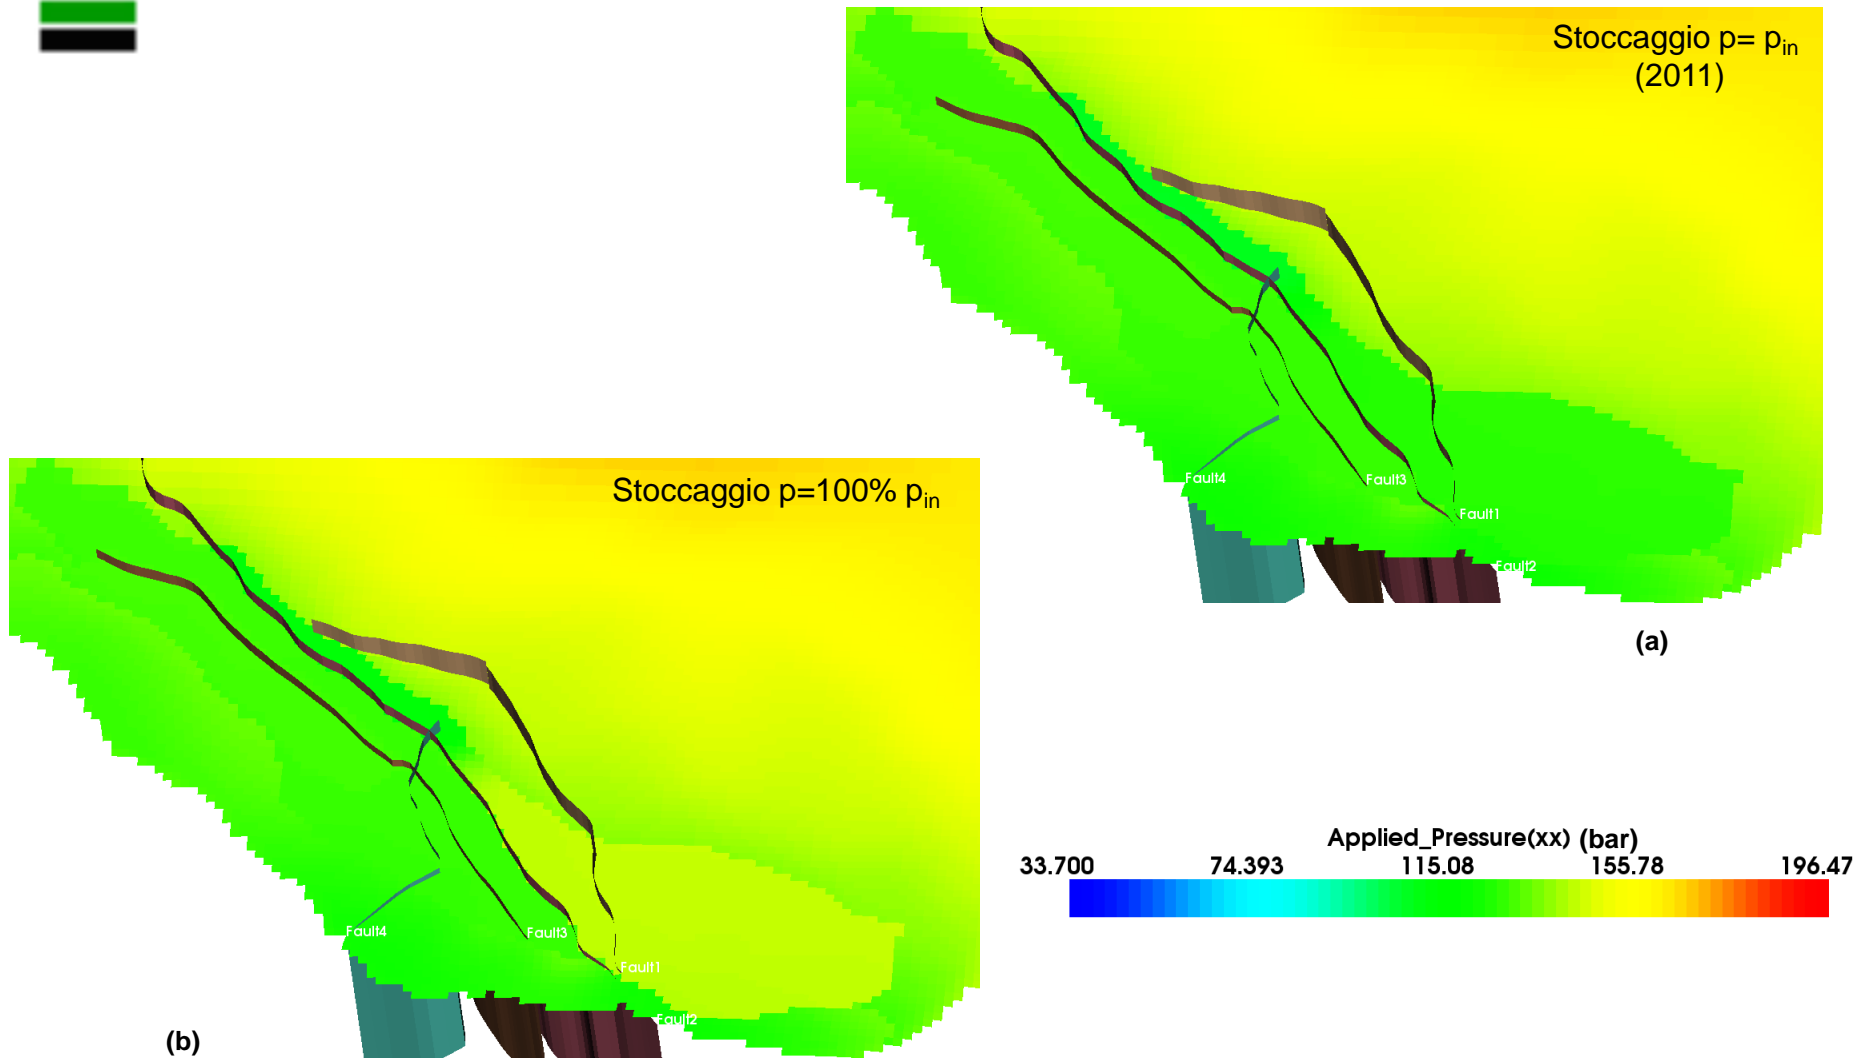 Stoccaggio p= pin
(2011)
Fault4
Fault3
Fault1
Fault2
(a)
Stoccaggio p=100% pin
Fault4
Fault3
Fault1
Fault2
(b)
Applied_Pressure(xx) (bar)
33.700 74.393 115.08 155.78 196.47